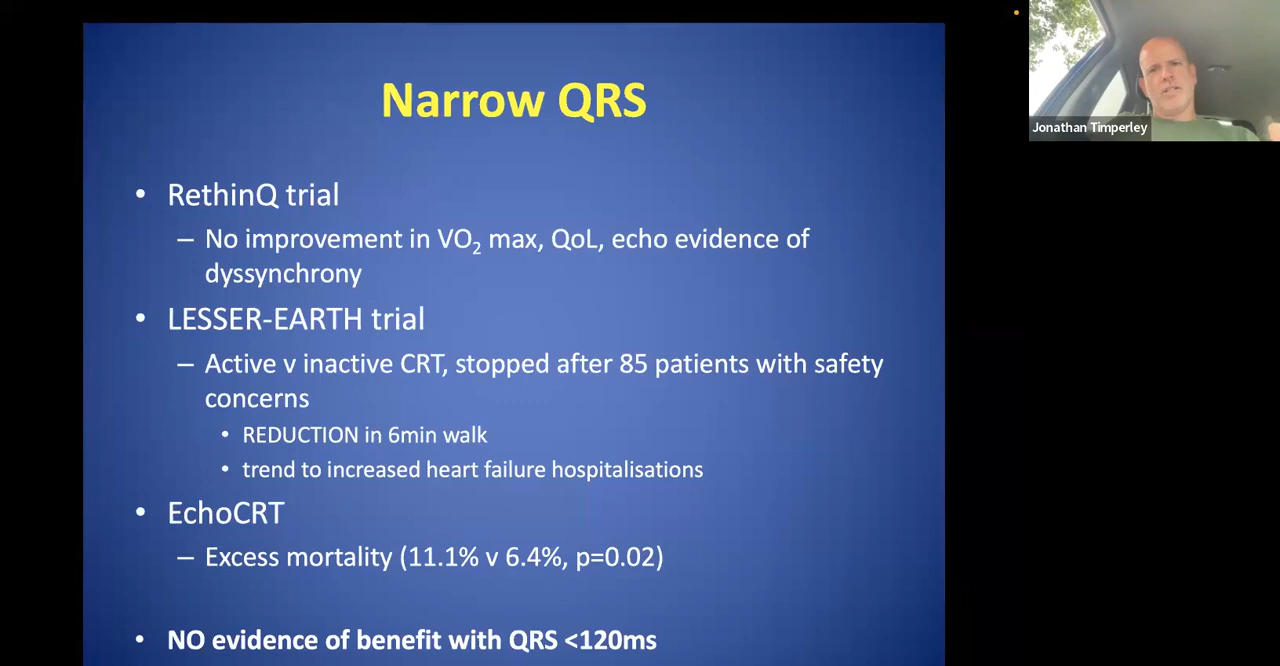 Narrow QRS
• RethinQ trial
– No improvement in VO₂ max, QoL, echo evidence of
dyssynchrony
• LESSER-EARTH trial
– Active v inactive CRT, stopped after 85 patients with safety
concerns
• REDUCTION in 6min walk
• trend to increased heart failure hospitalisations
• EchoCRT
– Excess mortality (11.1% v 6.4%, p=0.02)
• NO evidence of benefit with QRS <120ms
Jonathan Timperley